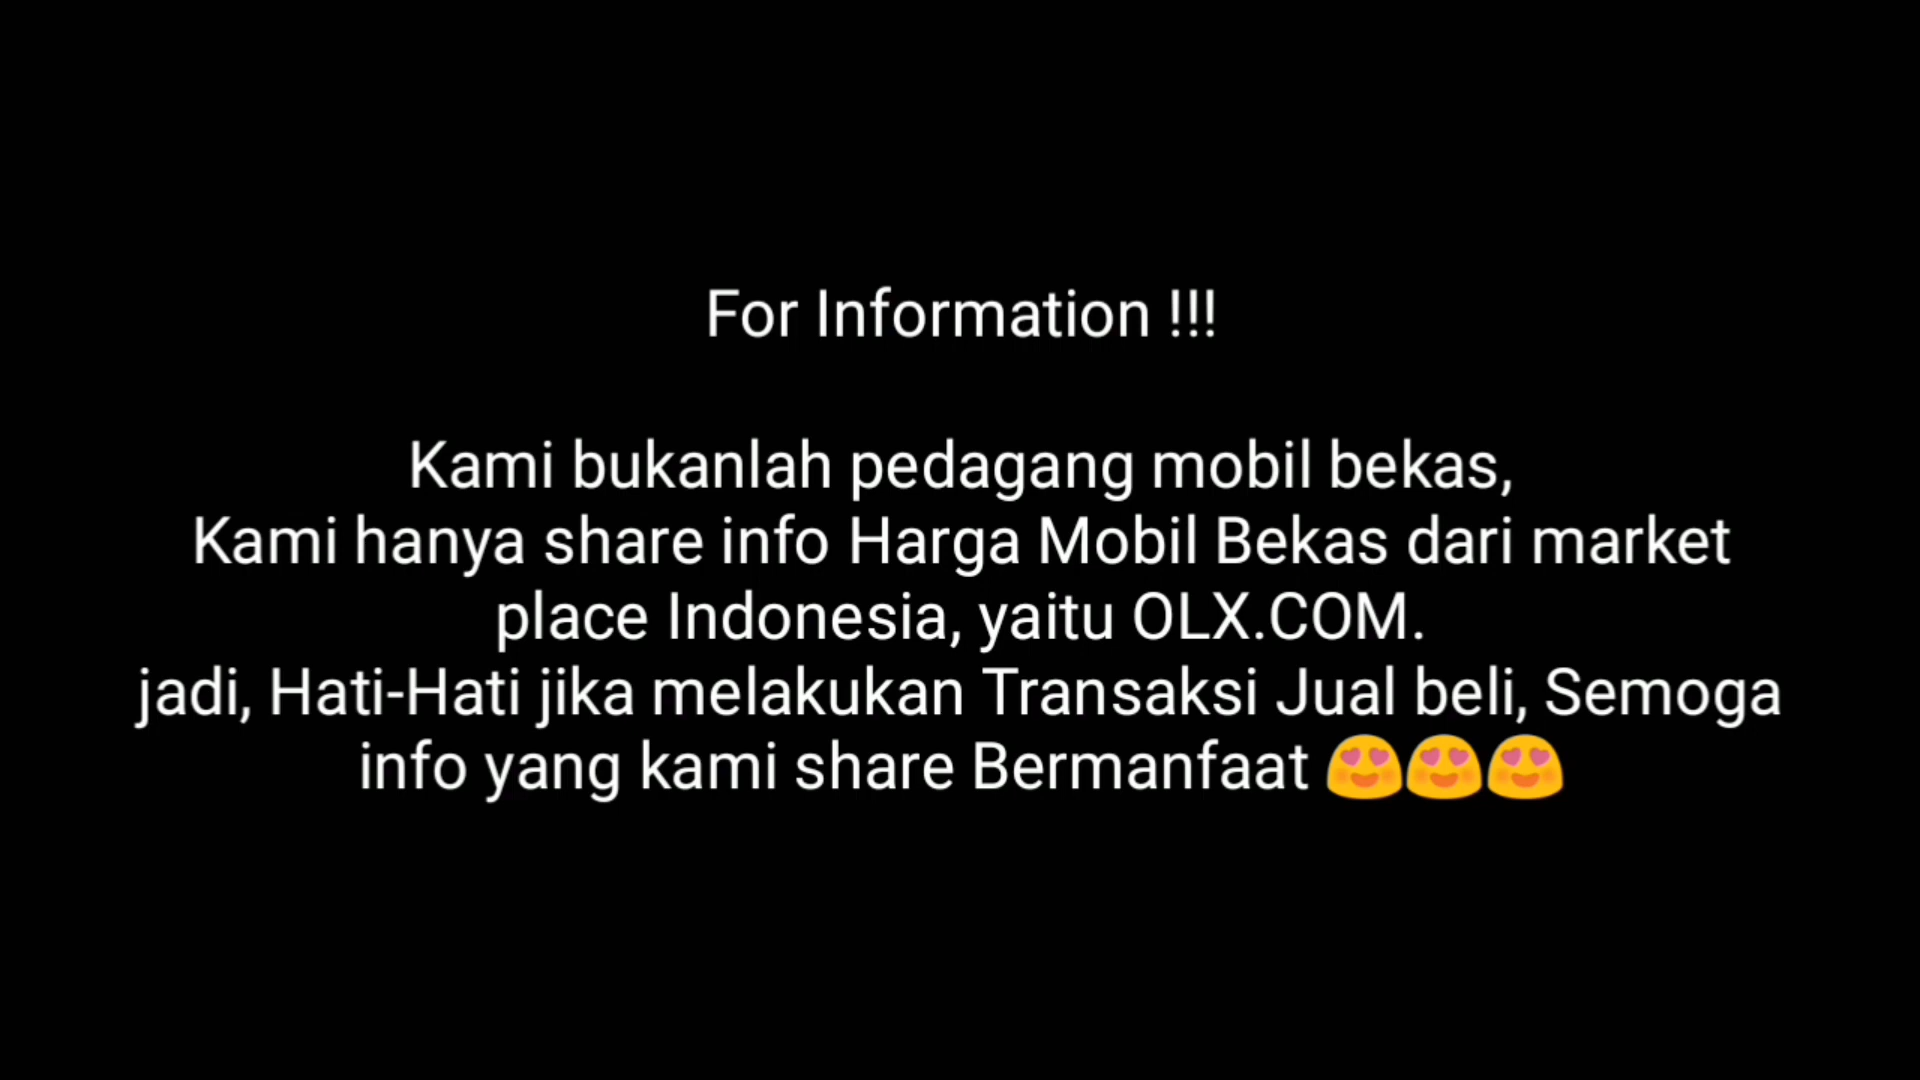 For Information !!!
Kami bukanlah pedagang mobil bekas,
Kami hanya share info Harga Mobil Bekas dari market
place Indonesia, yaitu OLX.COM.
jadi, Hati-Hati jika melakukan Transaksi Jual beli, Semoga
info yang kami share Bermanfaat 😍😍😍